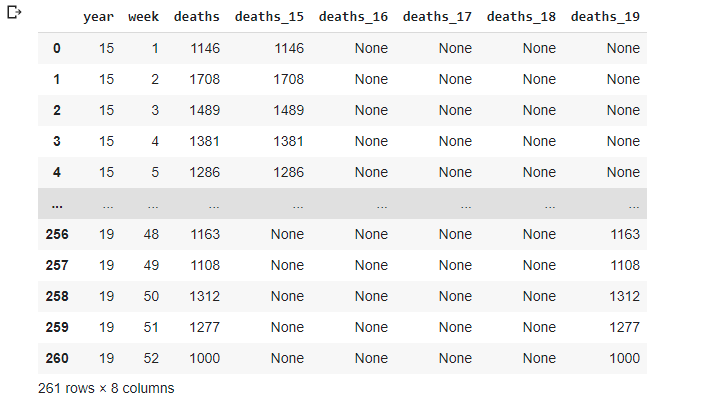 year week deaths deaths_15 deaths_16 deaths_17 deaths_18 deaths_19
0 15 1 1146 1146 None None None None
1 15 2 1708 1708 None None None None
2 15 3 1489 1489 None None None None
3 15 4 1381 1381 None None None None
4 15 5 1286 1286 None None None None
... ... ... ... ... ... ... ... ...
256 19 48 1163 None None None None 1163
257 19 49 1108 None None None None 1108
258 19 50 1312 None None None None 1312
259 19 51 1277 None None None None 1277
260 19 52 1000 None None None None 1000
261 rows × 8 columns